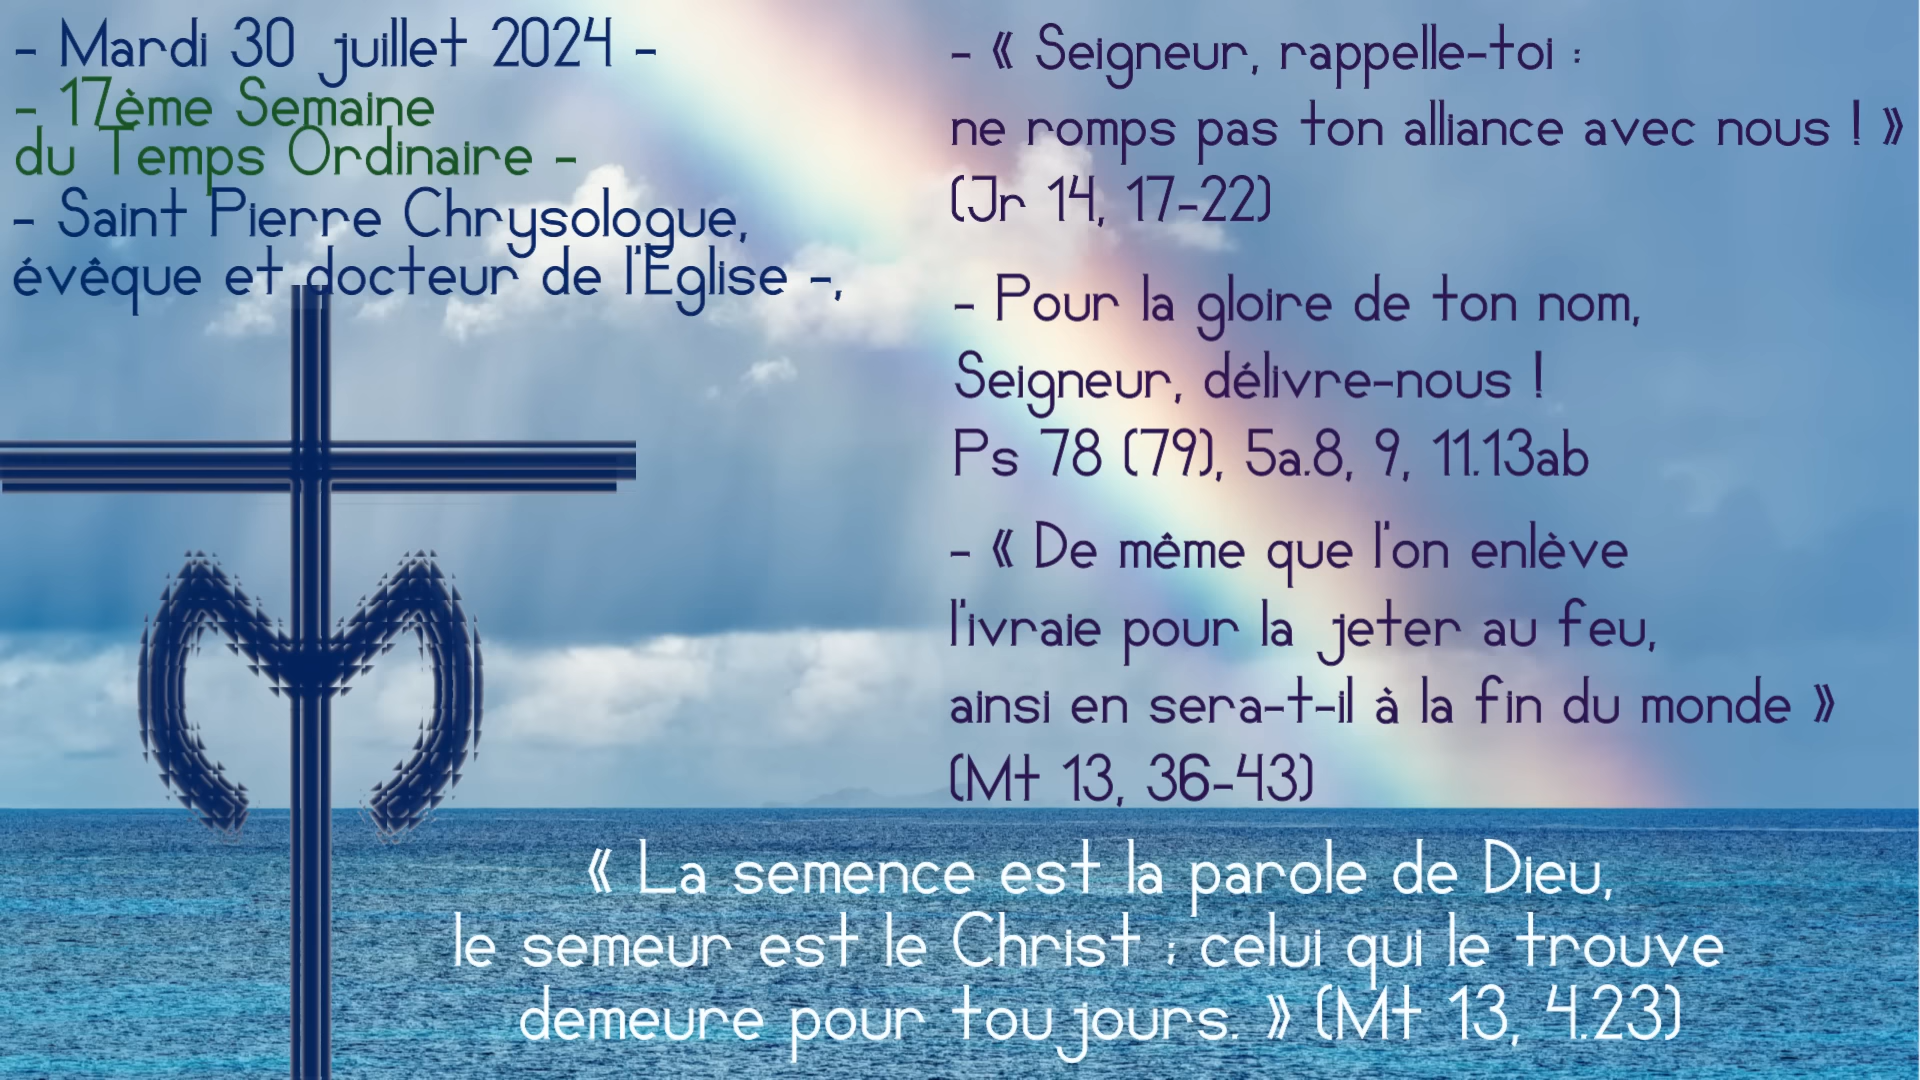 - Mardi 30 juillet 2024 -
- 17ème Semaine
du Temps Ordinaire -
- Saint Pierre Chrysologue,
évêque et docteur de l'Église -,
- « Seigneur, rappelle-toi :
ne romps pas ton alliance avec nous ! »
(Jr 14, 17-22)
- Pour la gloire de ton nom,
Seigneur, délivre-nous !
Ps 78 (79), 5a.8, 9, 11.13ab
- « De même que l'on enlève
l'ivraie pour la jeter au feu,
ainsi en sera-t-il à la fin du monde »
(Mt 13, 36-43)
« La semence est la parole de Dieu,
le semeur est le Christ ; celui qui le trouve
demeure pour toujours. » (Mt 13, 4.23)